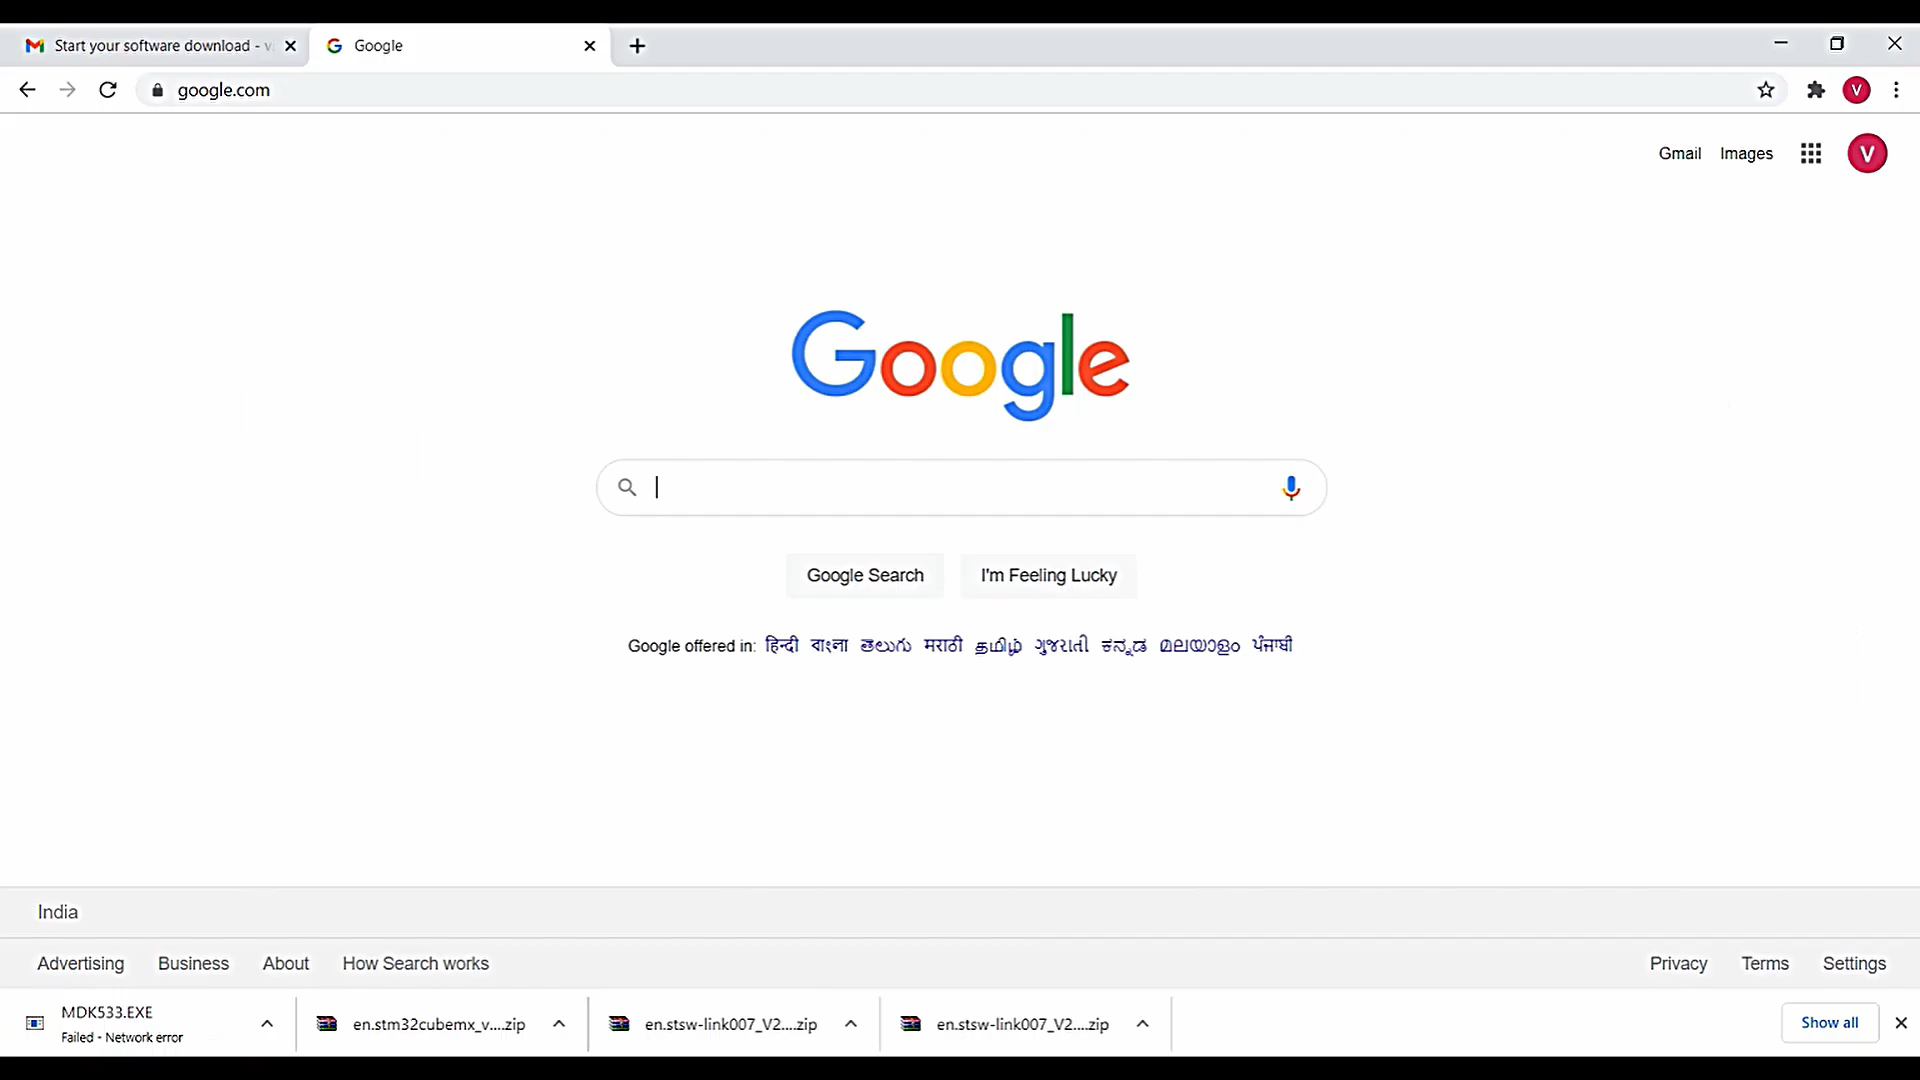 Start your software download - v
Google
google.com
V
Gmail Images
V
Google
Google Search I'm Feeling Lucky
Google offered in: हिन्दी বাংলা తెలుగు मराठी தமிழ் ગુજરાતી ಕನ್ನಡ മലയാളം ਪੰਜਾਬੀ
India
Advertising Business About How Search works Privacy Terms Settings
MDK533.EXE
Failed - Network error
en.stm32cubemx_v....zip
en.stsw-link007_V2....zip
en.stsw-link007_V2....zip
Show all